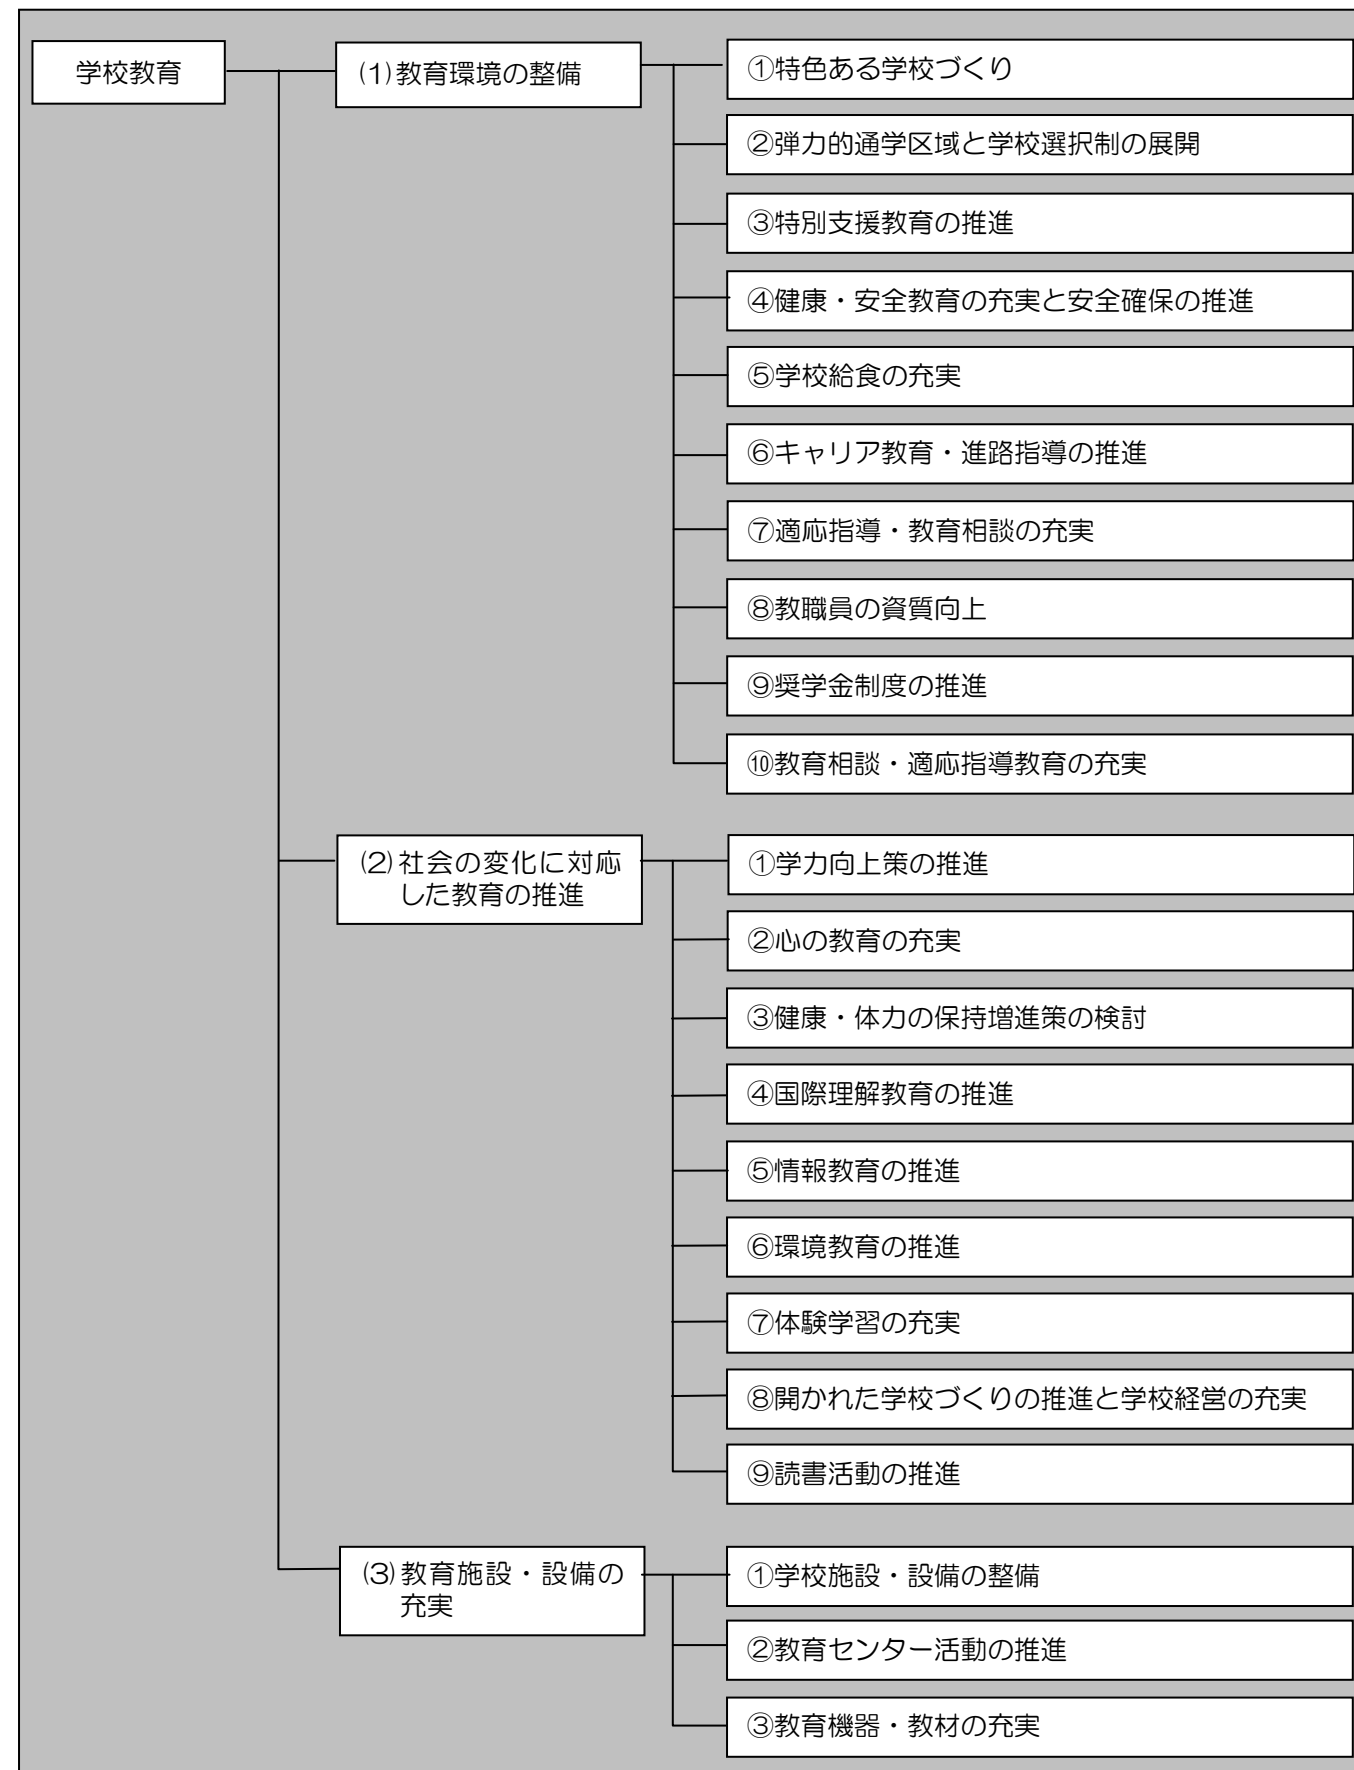 学校教育
(1)教育環境の整備
①特色ある学校づくり
②弾力的通学区域と学校選択制の展開
③特別支援教育の推進
④健康・安全教育の充実と安全確保の推進
⑤学校給食の充実
⑥キャリア教育・進路指導の推進
⑦適応指導・教育相談の充実
⑧教職員の資質向上
⑨奨学金制度の推進
⑩教育相談・適応指導教育の充実
(2)社会の変化に対応
した教育の推進
①学力向上策の推進
②心の教育の充実
③健康・体力の保持増進策の検討
④国際理解教育の推進
⑤情報教育の推進
⑥環境教育の推進
⑦体験学習の充実
⑧開かれた学校づくりの推進と学校経営の充実
⑨読書活動の推進
(3)教育施設・設備の
充実
①学校施設・設備の整備
②教育センター活動の推進
③教育機器・教材の充実